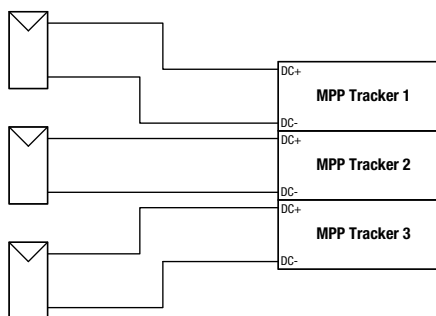 DC+
MPP Tracker 1
DC-
DC+
MPP Tracker 2
DC-
DC+
MPP Tracker 3
DC-